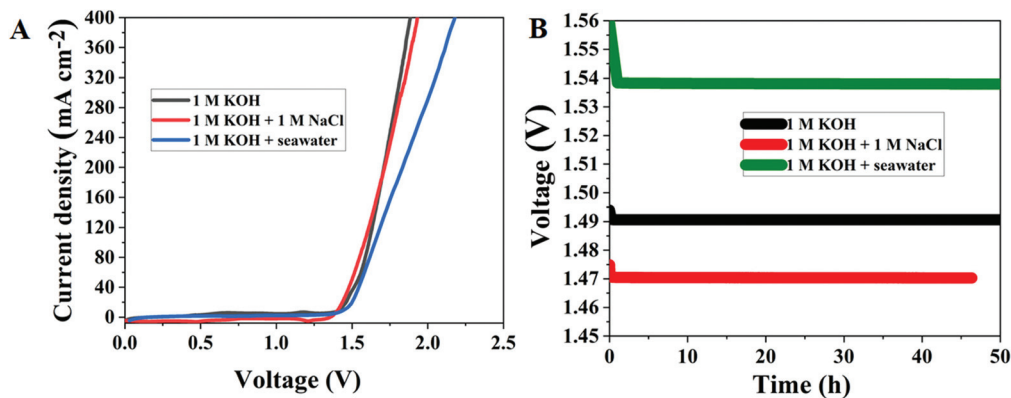 A
Current density (mA cm⁻²)
400
360
320
280
240
200
160
120
80
40
0
1 M KOH
1 M KOH + 1 M NaCl
1 M KOH + seawater
0.0 0.5 1.0 1.5 2.0 2.5
Voltage (V)
B
Voltage (V)
1.56
1.54
1.53
1.52
1.51
1.50
1.49
1.48
1.47
1.46
1.45
1 M KOH
1 M KOH + 1 M NaCl
1 M KOH + seawater
0 10 20 30 40 50
Time (h)